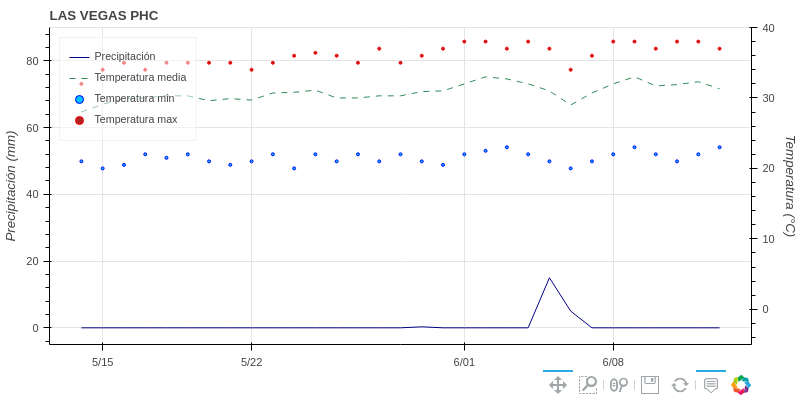 LAS VEGAS PHC
Precipitación
Temperatura media
Temperatura min
Temperatura max
Precipitación (mm)
80
60
40
20
0
Temperatura (°C)
40
30
20
10
0
5/15
5/22
6/01
6/08